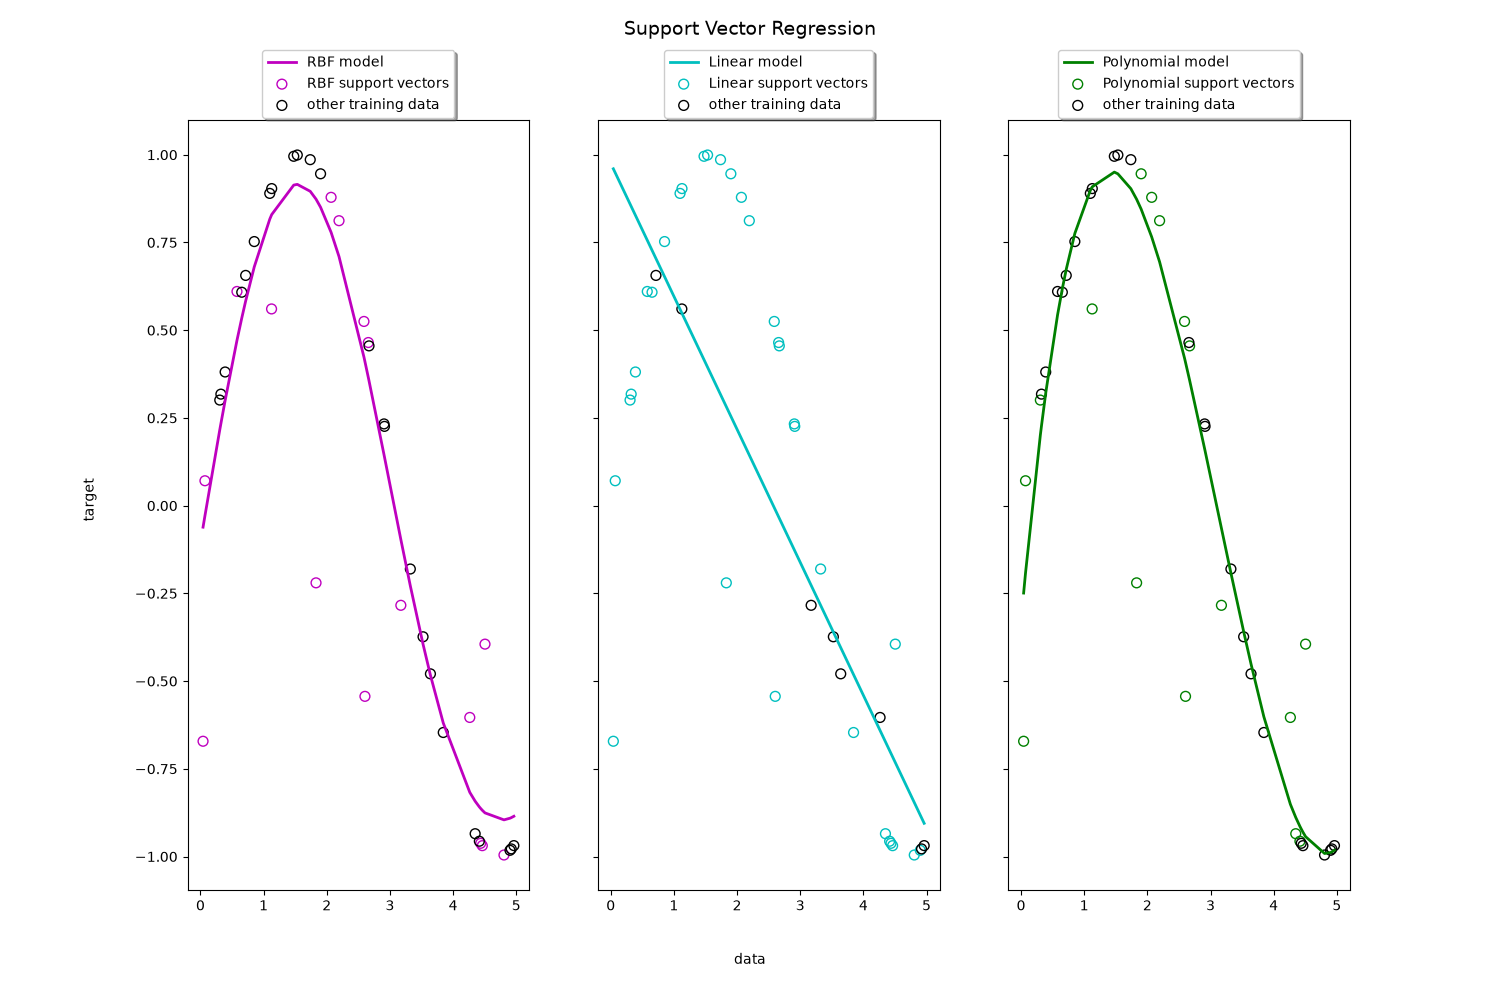 Support Vector Regression
RBF model
RBF support vectors
other training data
Linear model
Linear support vectors
other training data
Polynomial model
Polynomial support vectors
other training data
1.00
0.75
0.50
0.25
0.00
−0.25
−0.50
−0.75
−1.00
target
0 1 2 3 4 5
0 1 2 3 4 5
0 1 2 3 4 5
data